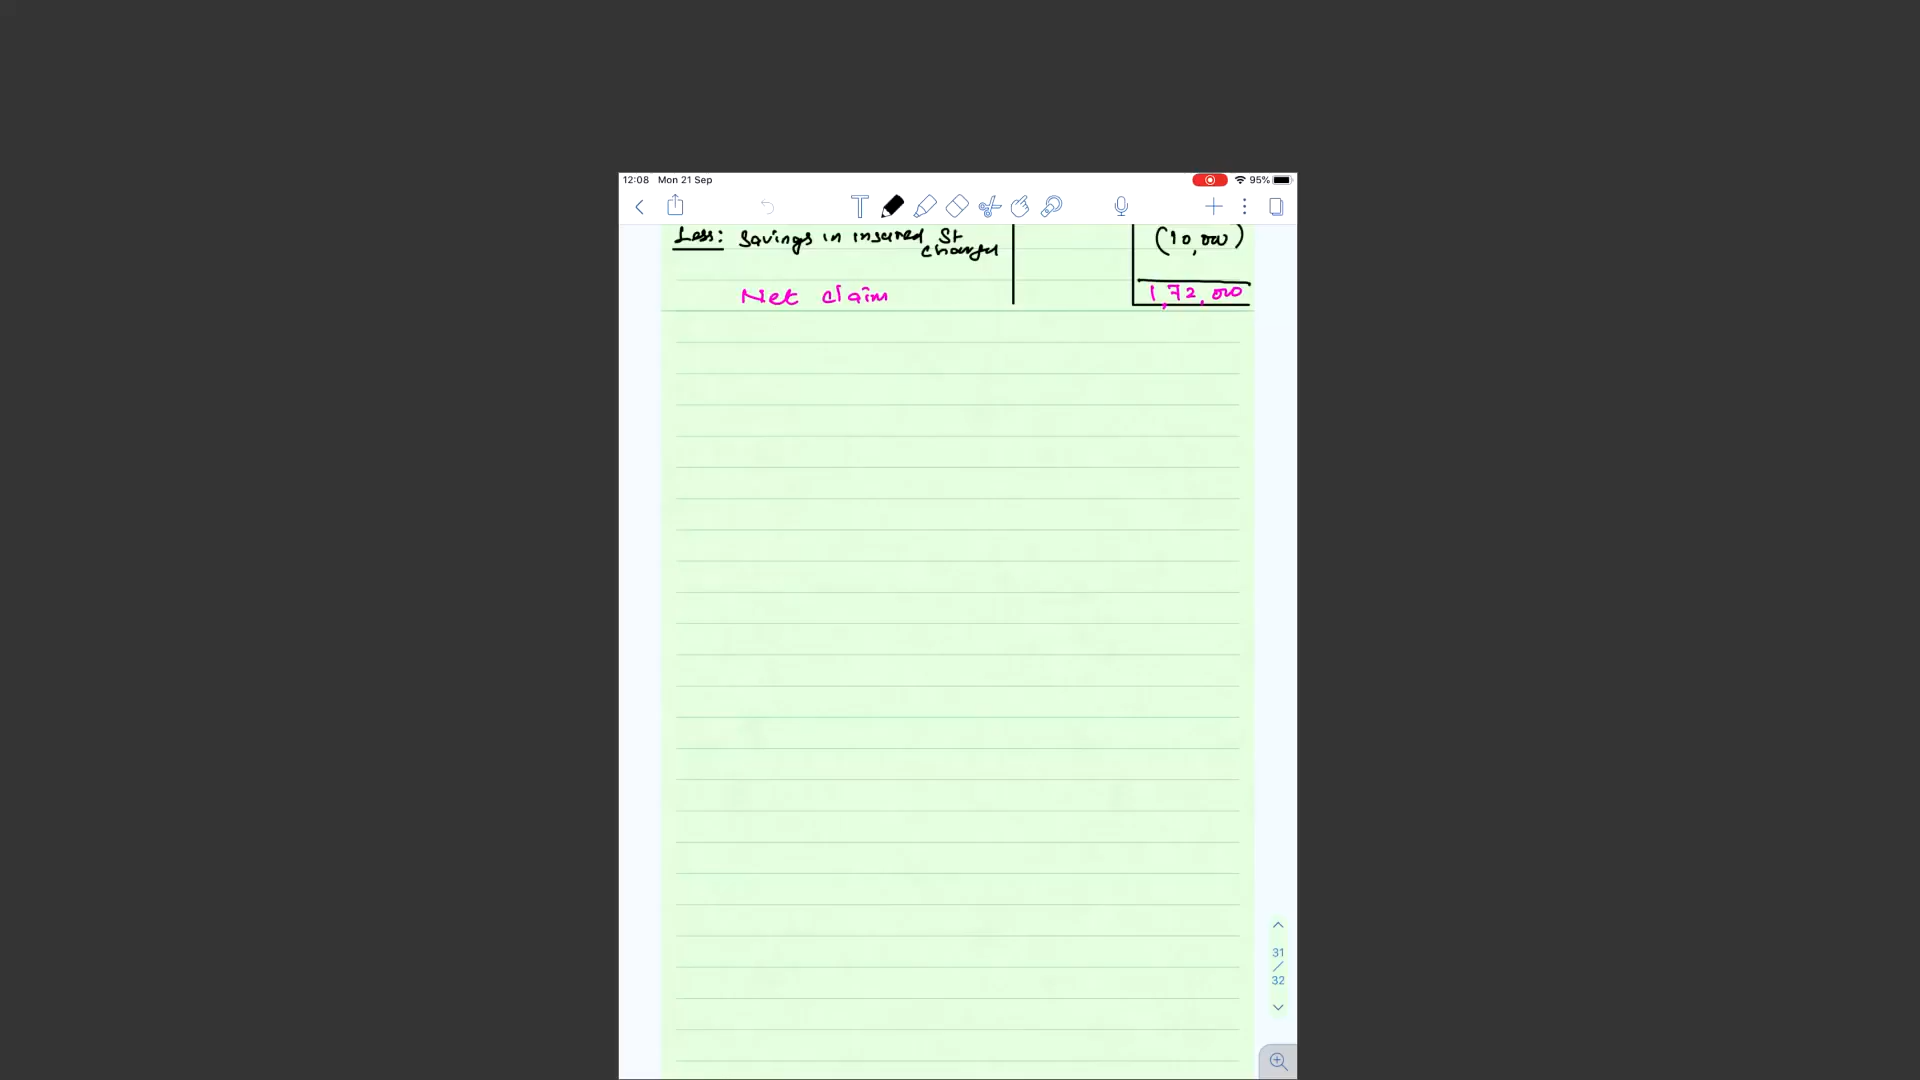 12:08 Mon 21 Sep 95%
Less: Savings in insured St (10,000)
charges
Net claim 1,72,000
31
32